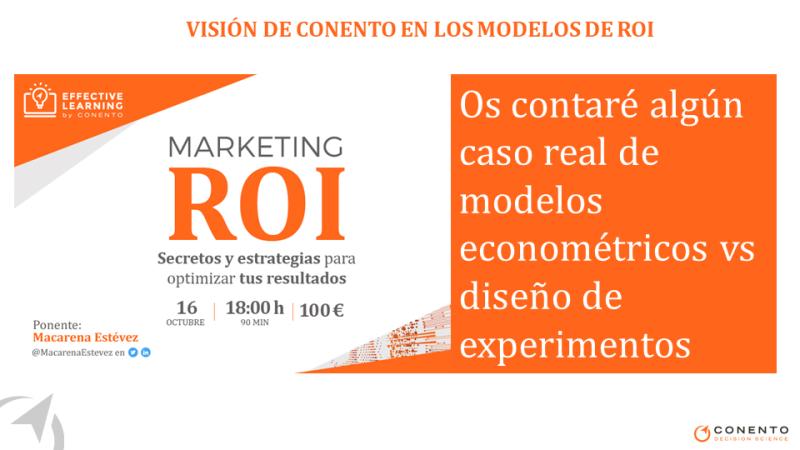 VISIÓN DE CONENTO EN LOS MODELOS DE ROI
EFFECTIVE
LEARNING
by CONENTO
MARKETING
ROI
Secretos y estrategias para
optimizar tus resultados
16
OCTUBRE
18:00 h
90 MIN
100 €
Ponente:
Macarena Estévez
@MacarenaEstevez en
Os contaré algún
caso real de
modelos
econométricos vs
diseño de
experimentos
CONENTO
DECISION SCIENCE